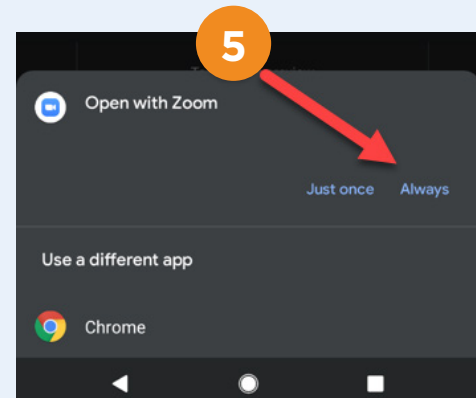 5
Open with Zoom
Just once Always
Use a different app
Chrome